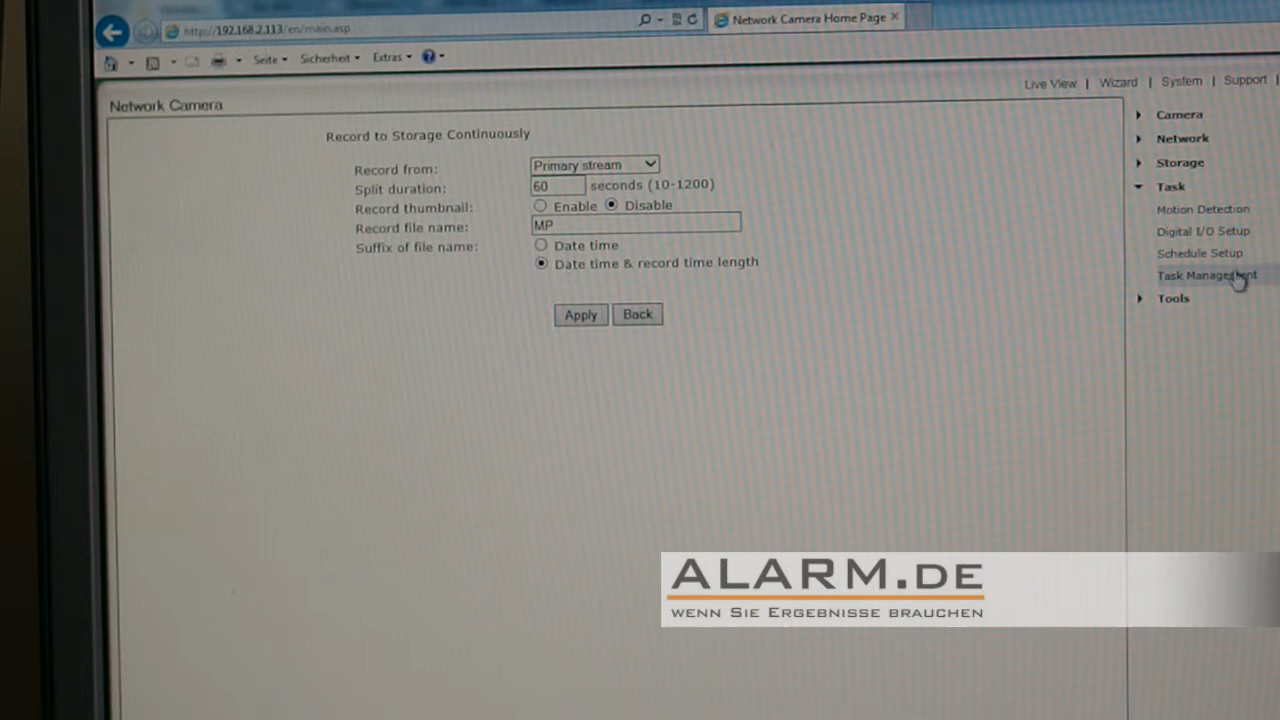 http://192.168.2.113/en/main.asp
Network Camera Home Page
Seite Sicherheit Extras
Live View | Wizard | System | Support |
Network Camera
Record to Storage Continuously
Record from: Primary stream
Split duration: 60 seconds (10-1200)
Record thumbnail: Enable Disable
Record file name: MP
Suffix of file name: Date time
Date time & record time length
Apply Back
Camera
Network
Storage
Task
Motion Detection
Digital I/O Setup
Schedule Setup
Task Management
Tools
ALARM.DE
WENN SIE ERGEBNISSE BRAUCHEN